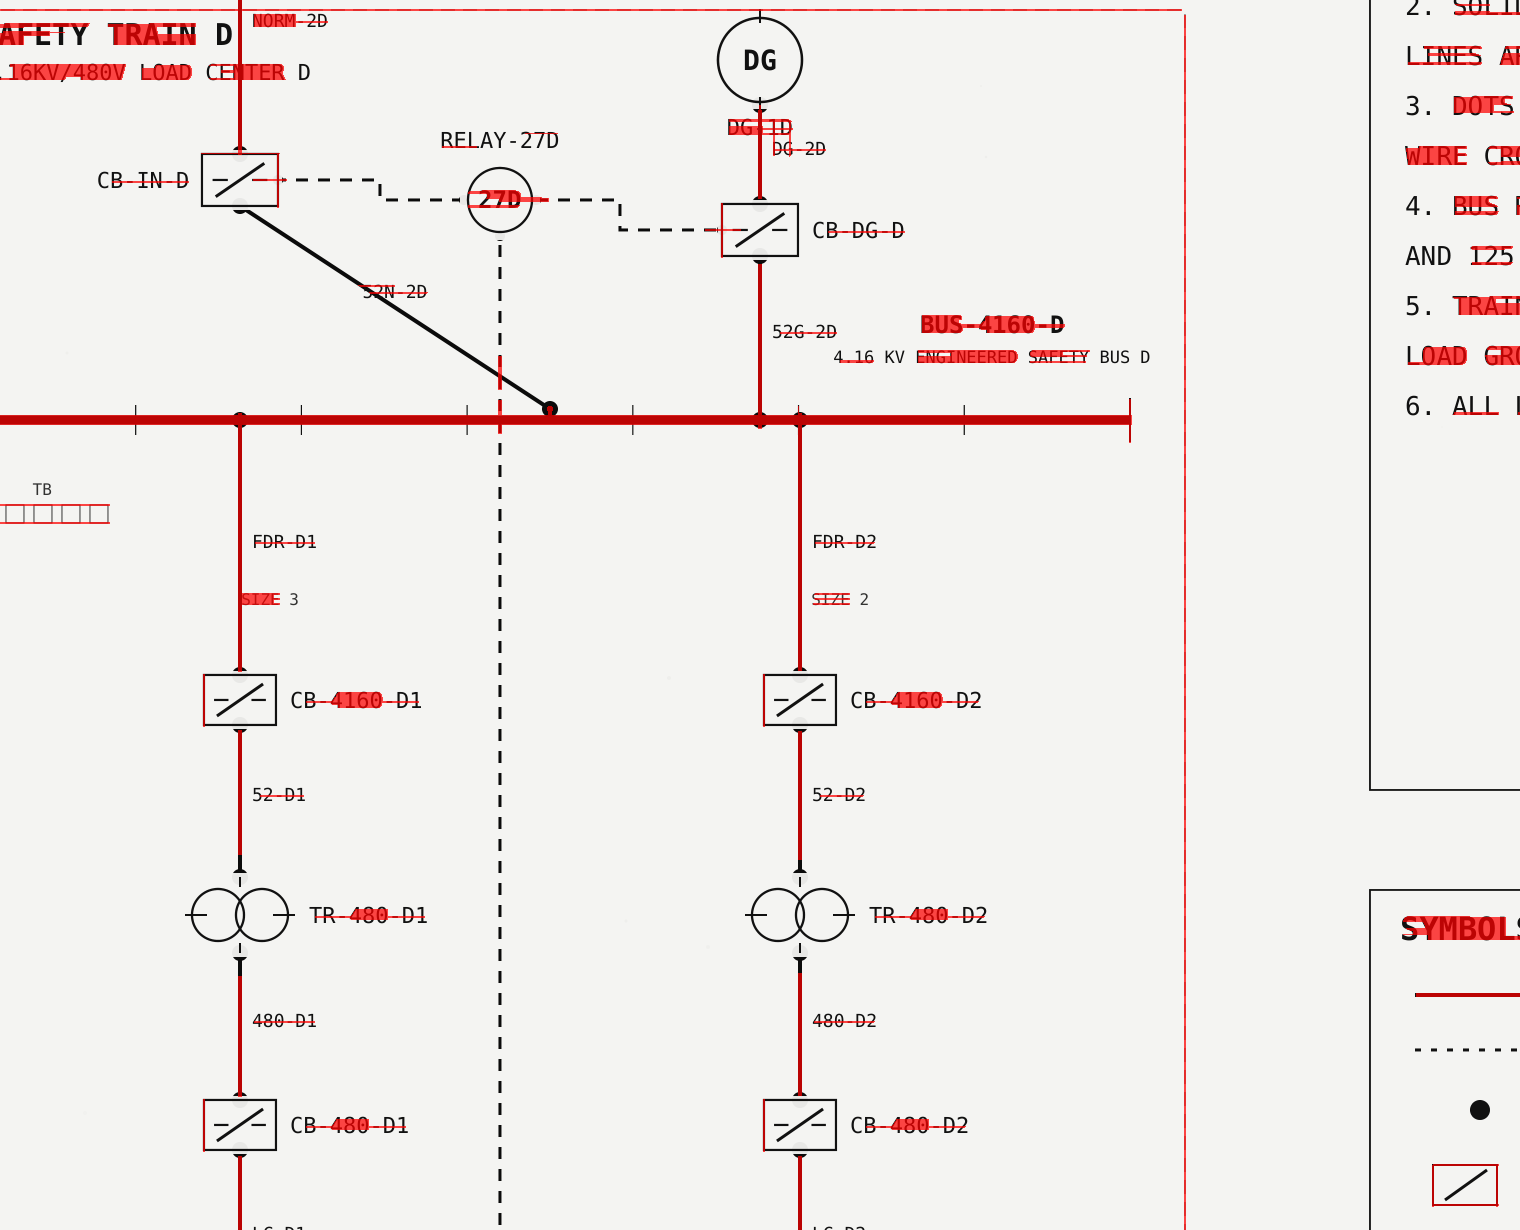 NORM-2D
AFETY TRAIN D
.16KV/480V LOAD CENTER D
DG
DG-1D
DG-2D
RELAY-27D
CB-IN-D
27D
CB-DG-D
52N-2D
52G-2D
BUS-4160-D
4.16 KV ENGINEERED SAFETY BUS D
TB
FDR-D1
FDR-D2
SIZE 3
SIZE 2
CB-4160-D1
CB-4160-D2
52-D1
52-D2
TR-480-D1
TR-480-D2
480-D1
480-D2
CB-480-D1
CB-480-D2
2.
LINES
3. DOTS
WIRE
4. BUS
AND 125
5. TRAIN
LOAD
6. ALL
SYMBOLS